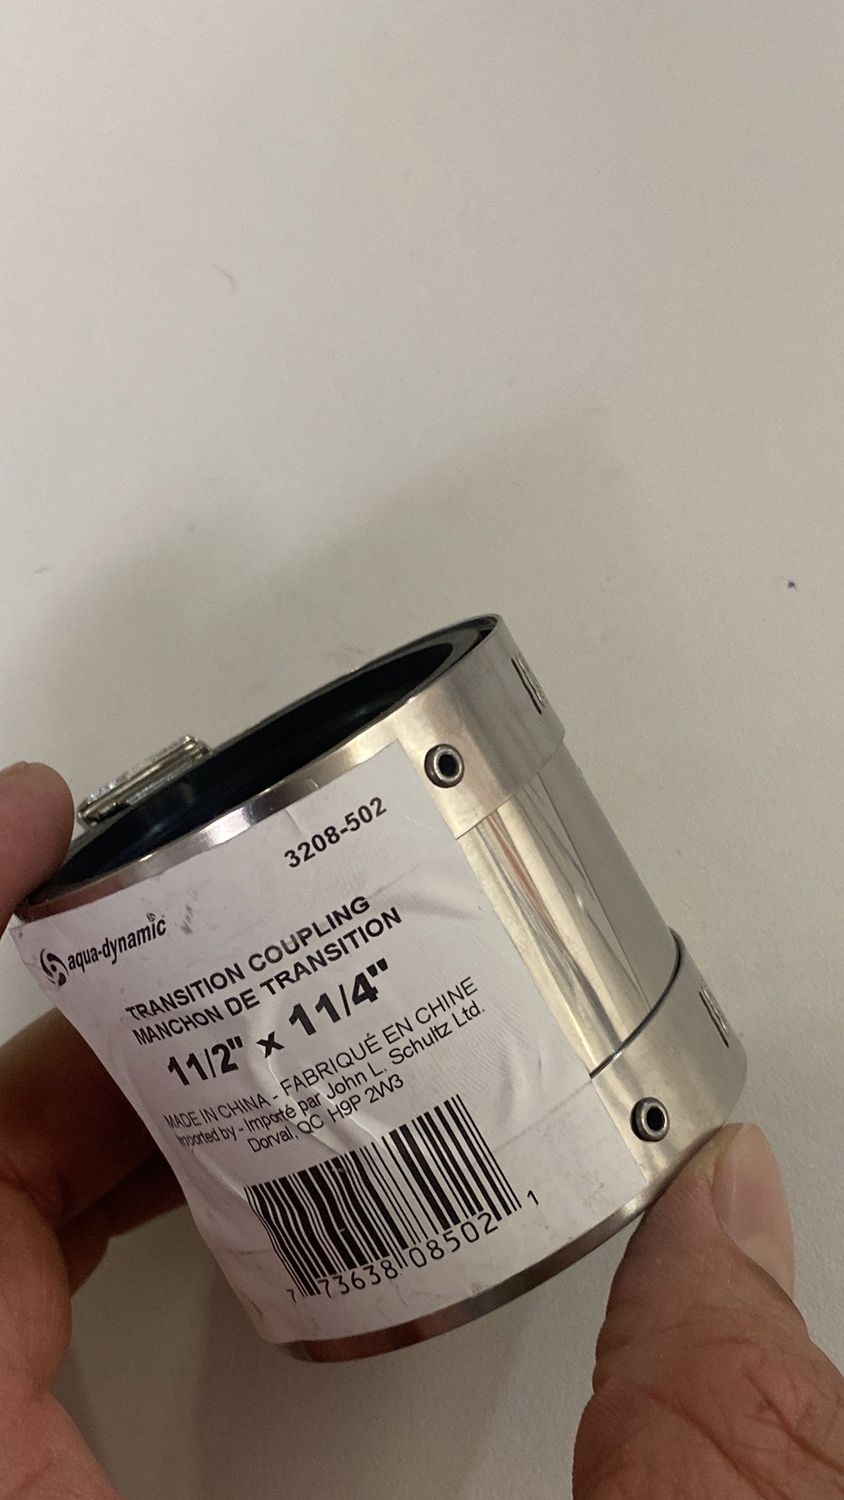 3208-502
aqua-dynamic
TRANSITION COUPLING
MANCHON DE TRANSITION
11/2" x 11/4"
MADE IN CHINA - FABRIQUÉ EN CHINE
Imported by - Importé par John L. Schultz Ltd.
Dorval, QC H9P 2W3
7 73638 08502 1